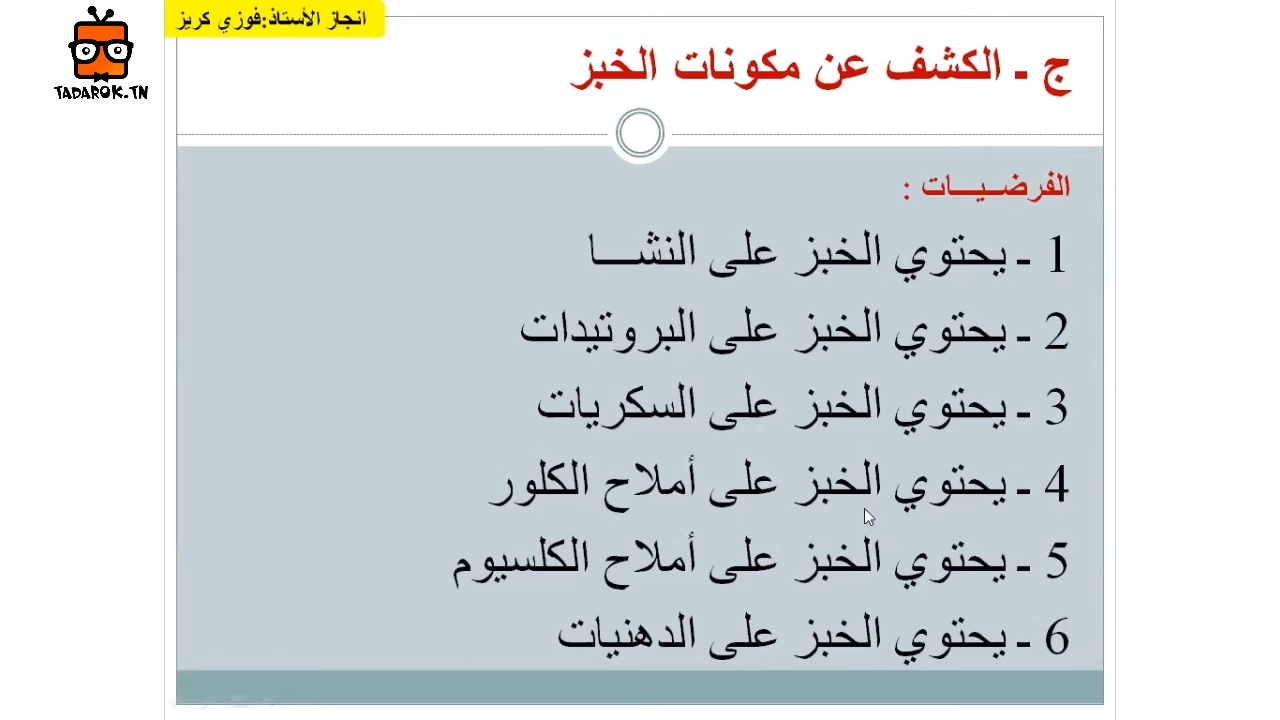 انجاز الأستاذ:فوزي كريز
TADAROK.TN
ج ـ الكشف عن مكونات الخبز
الفرضـيـــات :
1 ـ يحتوي الخبز على النشـــا
2 ـ يحتوي الخبز على البروتيدات
3 ـ يحتوي الخبز على السكريات
4 ـ يحتوي الخبز على أملاح الكلور
5 ـ يحتوي الخبز على أملاح الكلسيوم
6 ـ يحتوي الخبز على الدهنيات